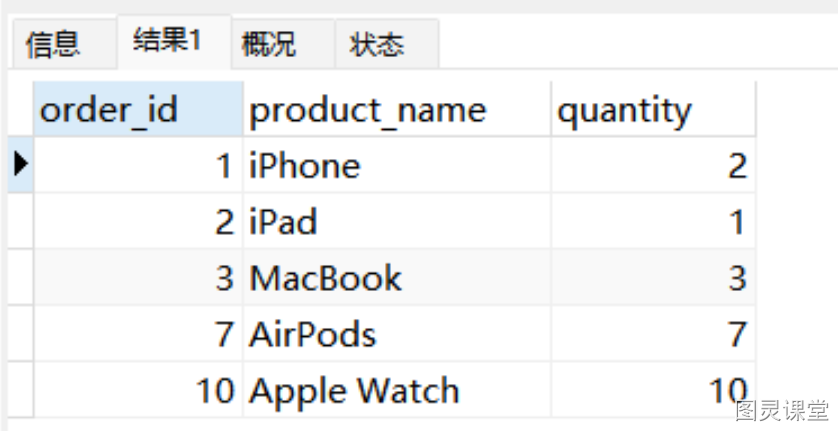 信息 结果1 概况 状态
order_id product_name quantity
1 iPhone 2
2 iPad 1
3 MacBook 3
7 AirPods 7
10 Apple Watch 10
图灵课堂